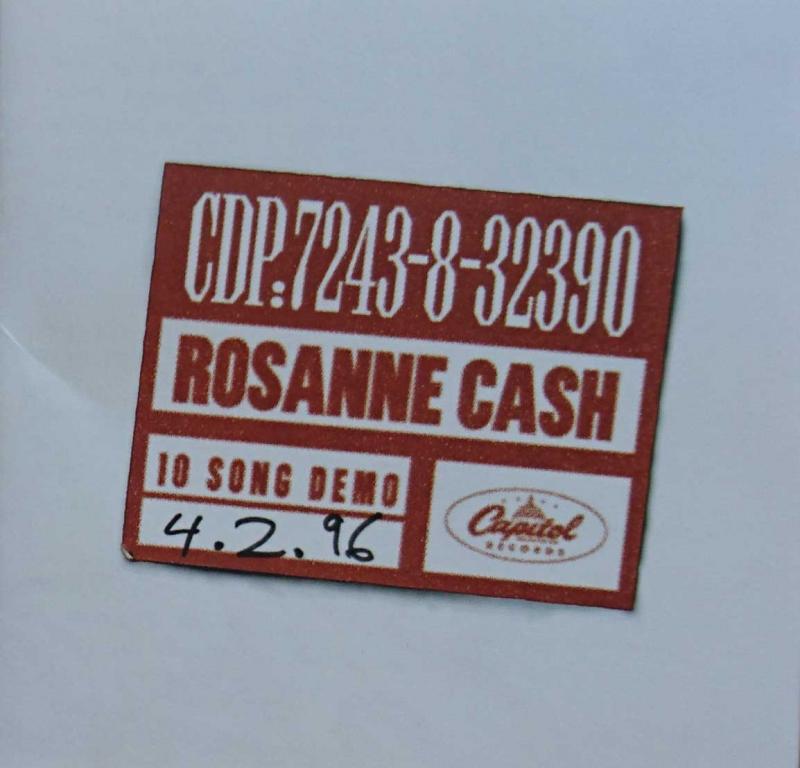 CDP:7243-8-32390
ROSANNE CASH
10 SONG DEMO
4.2.96
Capitol
RECORDS